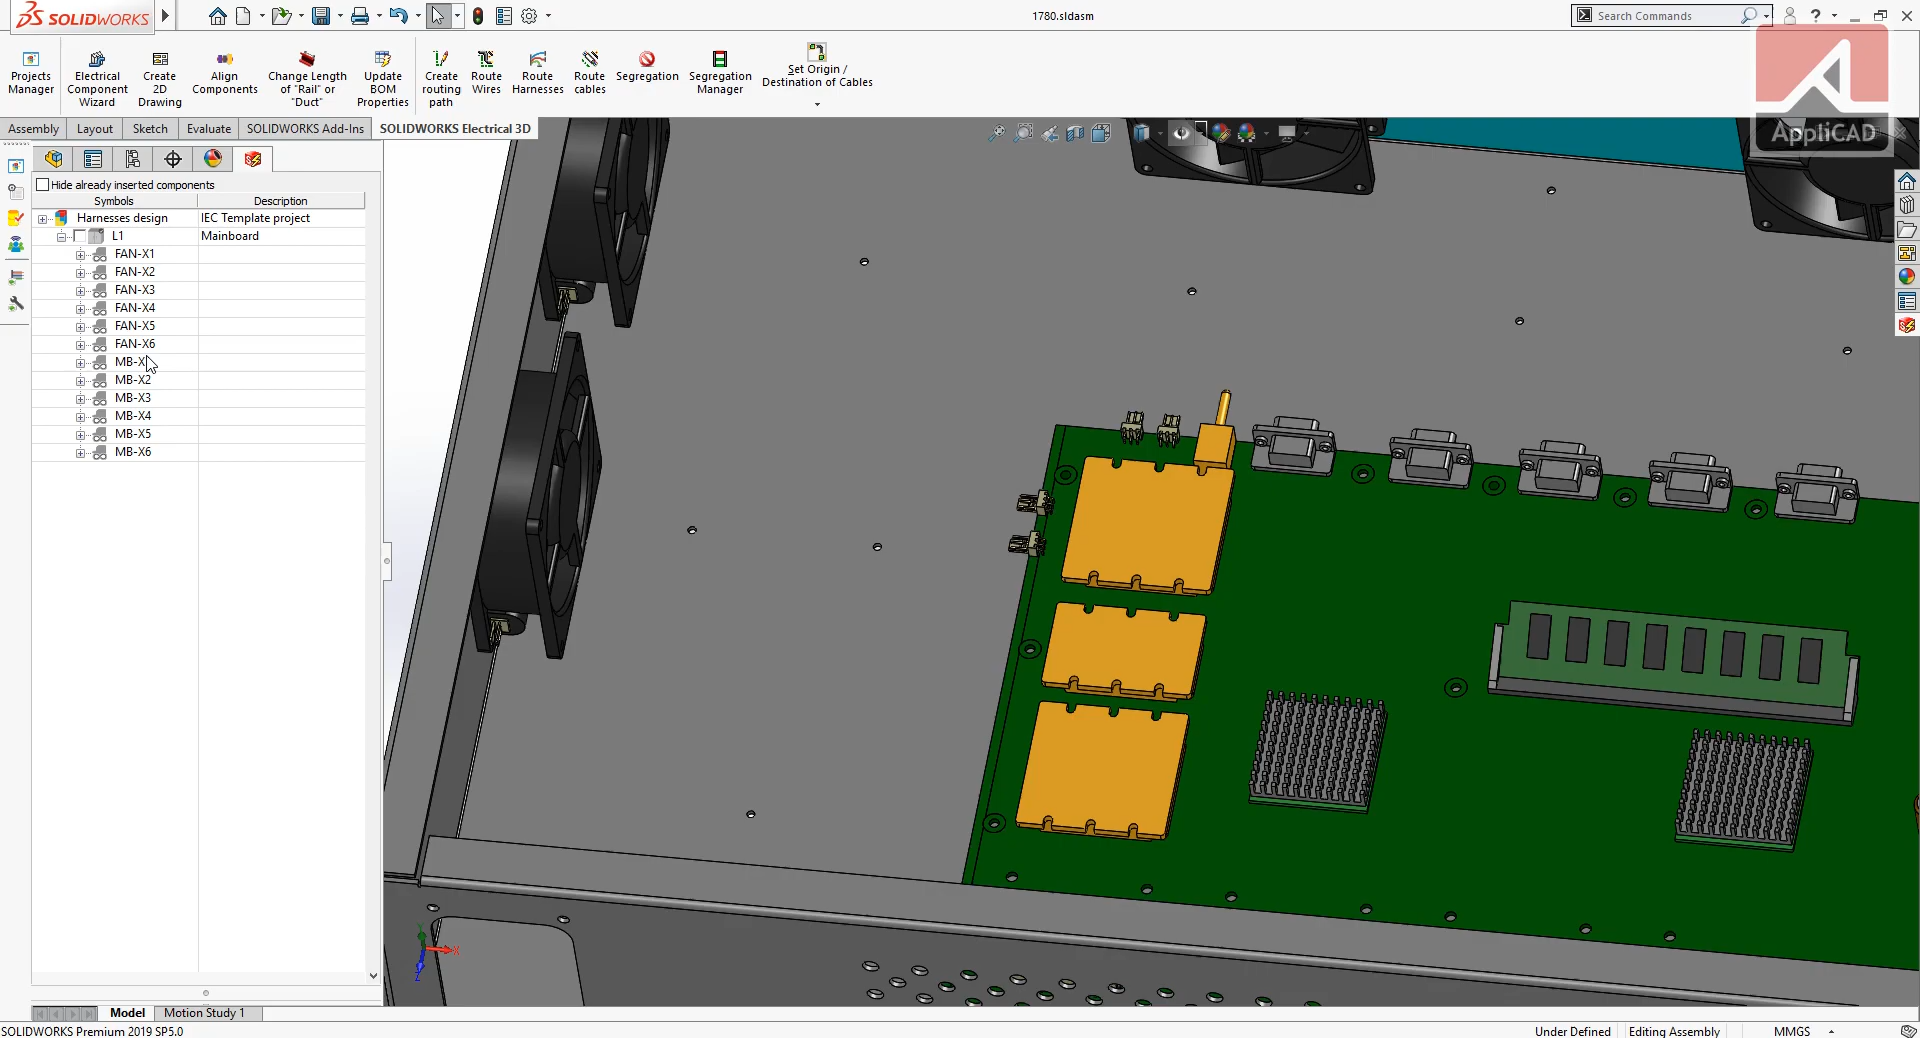 SOLIDWORKS
1780.sldasm
Search Commands
?
Projects Manager
Electrical Component Wizard
Create 2D Drawing
Align Components
Change Length of "Rail" or "Duct"
Update BOM Properties
Create routing path
Route Wires
Route Harnesses
Route cables
Segregation
Segregation Manager
Set Origin / Destination of Cables
AppliCAD
Assembly
Layout
Sketch
Evaluate
SOLIDWORKS Add-Ins
SOLIDWORKS Electrical 3D
Hide already inserted components
Symbols
Description
Harnesses design
IEC Template project
L1
Mainboard
FAN-X1
FAN-X2
FAN-X3
FAN-X4
FAN-X5
FAN-X6
MB-X
MB-X2
MB-X3
MB-X4
MB-X5
MB-X6
X
Z
Model
Motion Study 1
SOLIDWORKS Premium 2019 SP5.0
Under Defined
Editing Assembly
MMGS